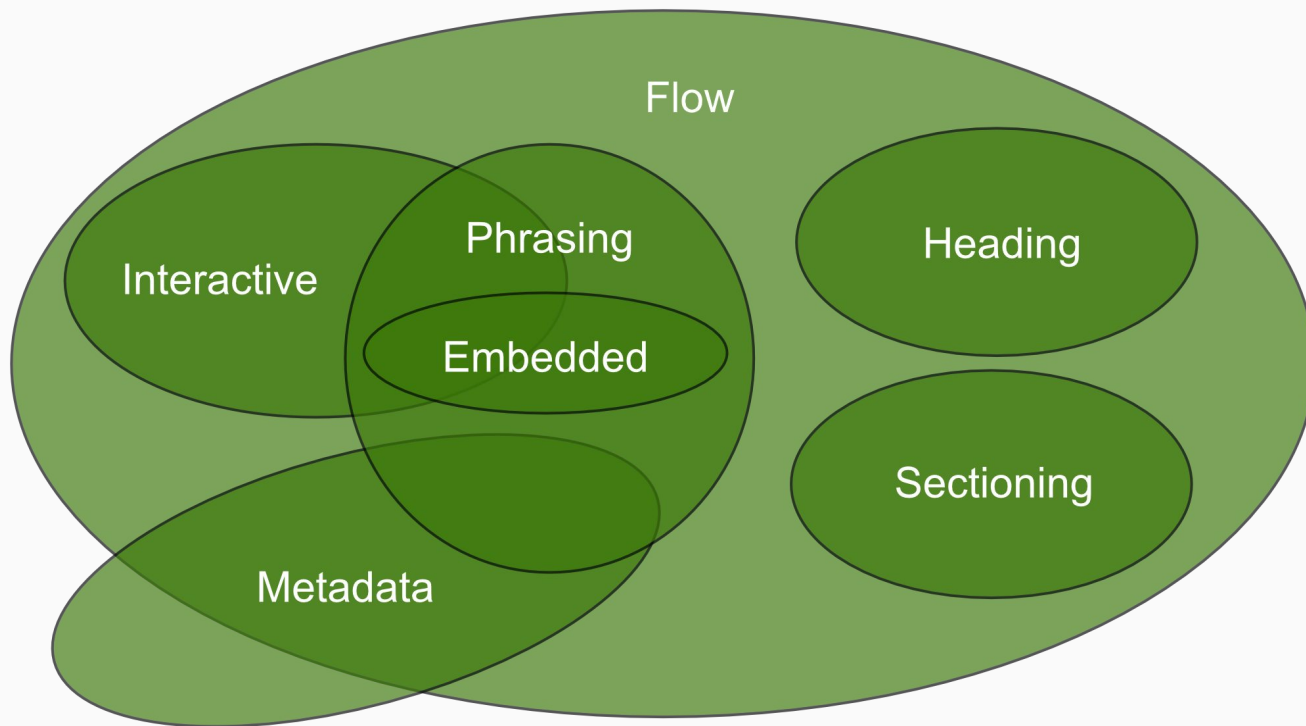 Flow
Phrasing
Heading
Interactive
Embedded
Sectioning
Metadata